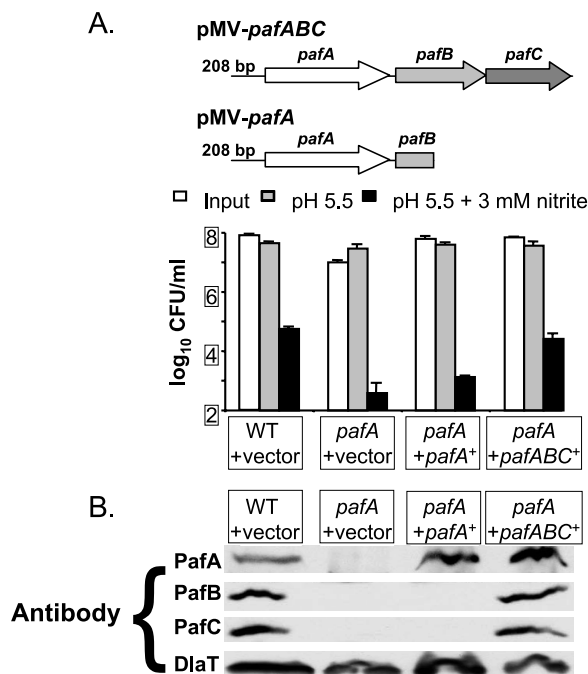 A.
pMV-pafABC
208 bp pafA pafB pafC
pMV-pafA
208 bp pafA pafB
Input pH 5.5 pH 5.5 + 3 mM nitrite
log10 CFU/ml
8
6
4
2
WT +vector
pafA +vector
pafA +pafA+
pafA +pafABC+
B.
WT +vector
pafA +vector
pafA +pafA+
pafA +pafABC+
Antibody
PafA
PafB
PafC
DlaT